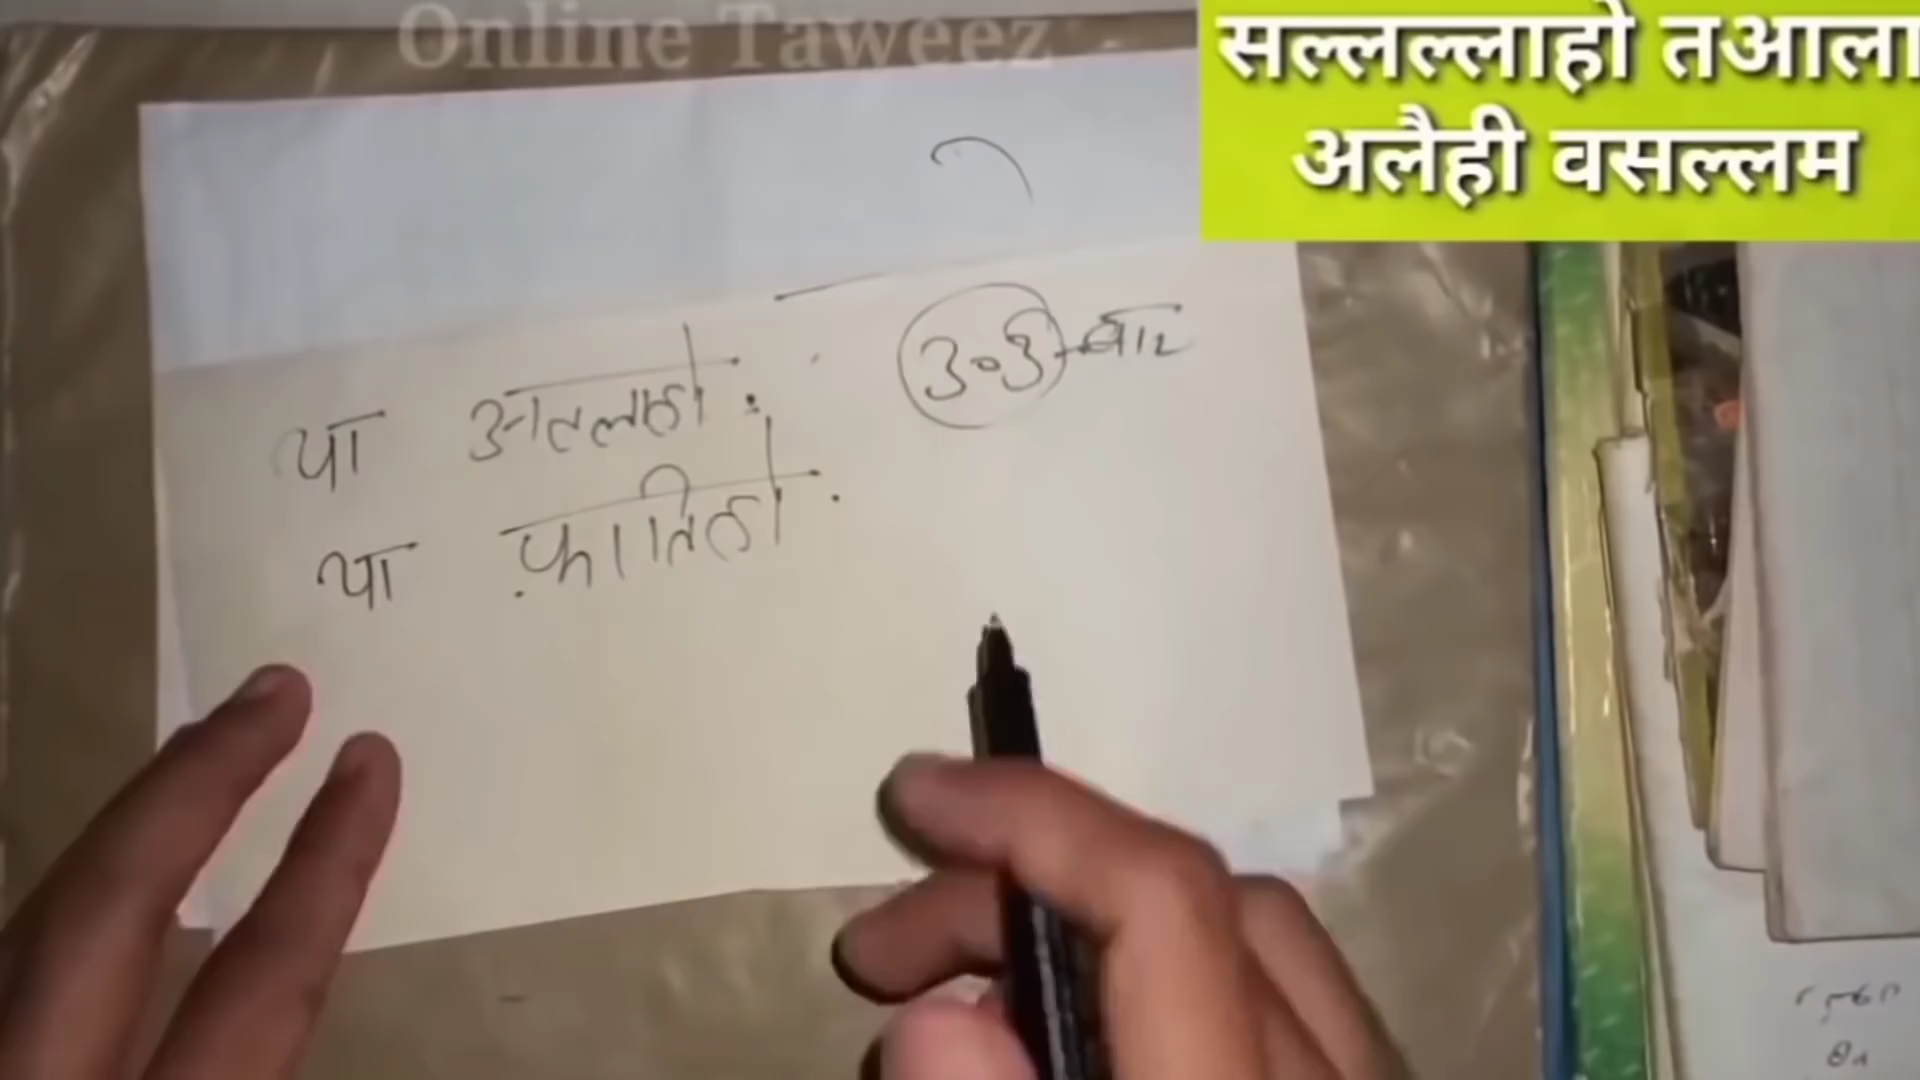 Online Taweez
सल्लल्लाहो तआला
अलैही वसल्लम
303 बार
या अल्लाहो
या फ़ातिहो